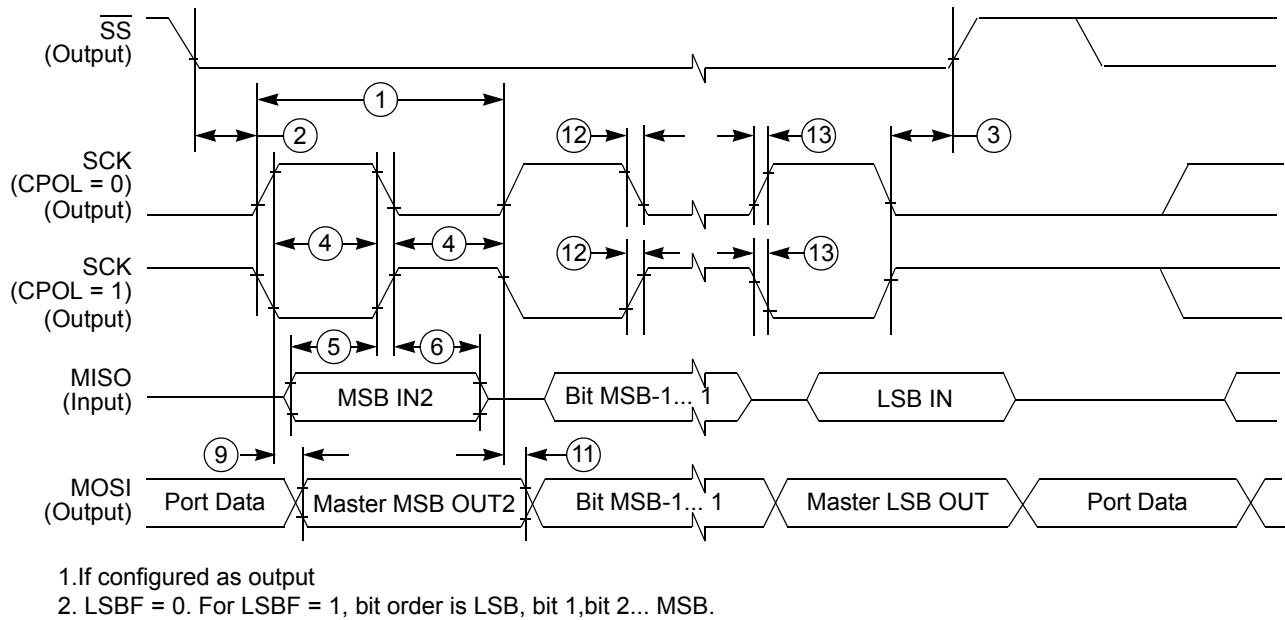 SS
(Output)
1
2
12
13
3
SCK
(CPOL = 0)
(Output)
4
4
12
13
SCK
(CPOL = 1)
(Output)
5
6
MISO
(Input)
MSB IN2
Bit MSB-1... 1
LSB IN
9
11
MOSI
(Output)
Port Data
Master MSB OUT2
Bit MSB-1... 1
Master LSB OUT
Port Data
1.If configured as output
2. LSBF = 0. For LSBF = 1, bit order is LSB, bit 1,bit 2... MSB.